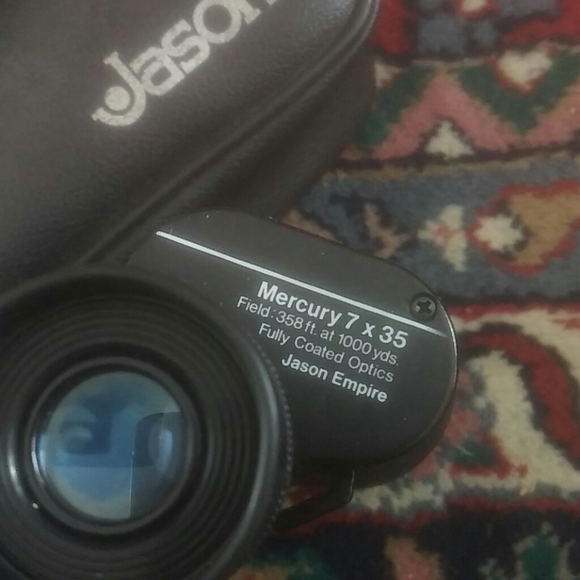 Jason
Mercury 7 x 35
Field: 358 ft. at 1000 yds.
Fully Coated Optics
Jason Empire